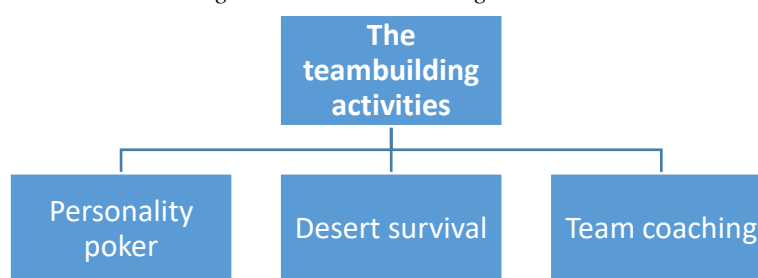 The
teambuilding
activities
Personality
poker
Desert survival
Team coaching